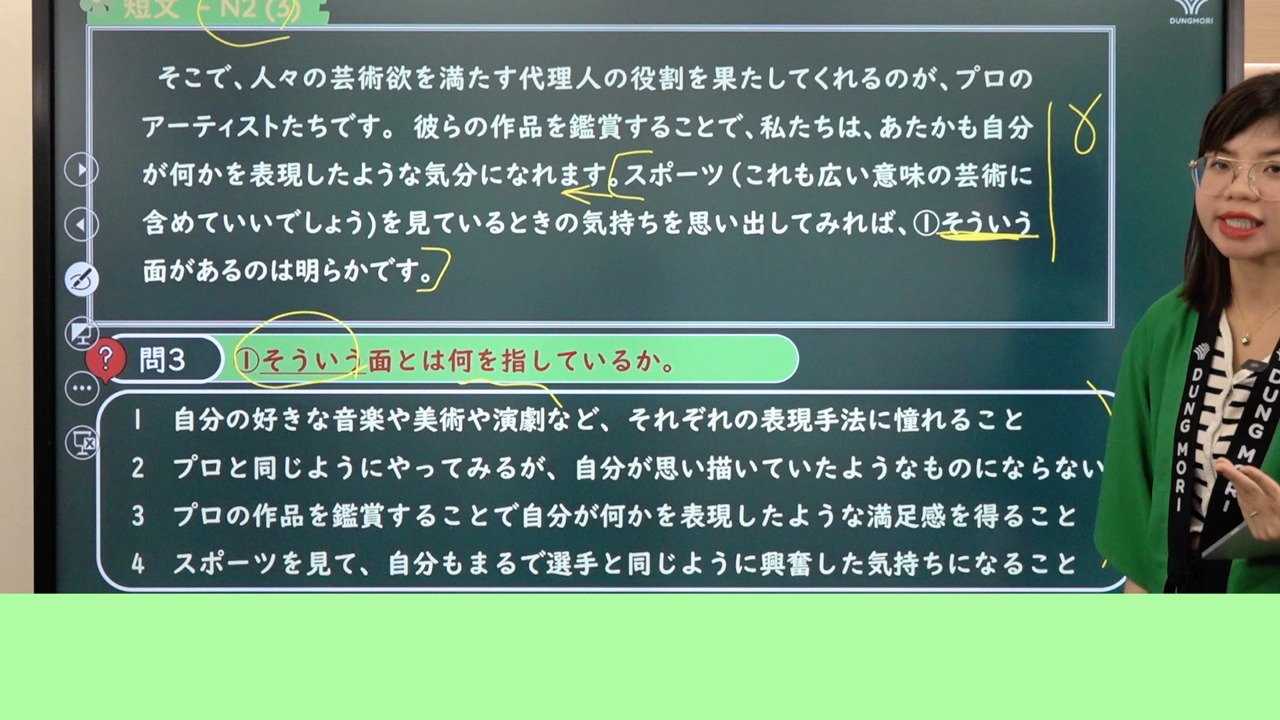 短文 - N2 (3)
DUNGMORI
そこで、人々の芸術欲を満たす代理人の役割を果たしてくれるのが、プロの
アーティストたちです。 彼らの作品を鑑賞することで、私たちは、あたかも自分
が何かを表現したような気分になれます。スポーツ(これも広い意味の芸術に
含めていいでしょう)を見ているときの気持ちを思い出してみれば、①そういう
面があるのは明らかです。
? 問3 ①そういう面とは何を指しているか。
1 自分の好きな音楽や美術や演劇など、それぞれの表現手法に憧れること
2 プロと同じようにやってみるが、自分が思い描いていたようなものにならない
3 プロの作品を鑑賞することで自分が何かを表現したような満足感を得ること
4 スポーツを見て、自分もまるで選手と同じように興奮した気持ちになること
DUNG MORI
DUNG MORI